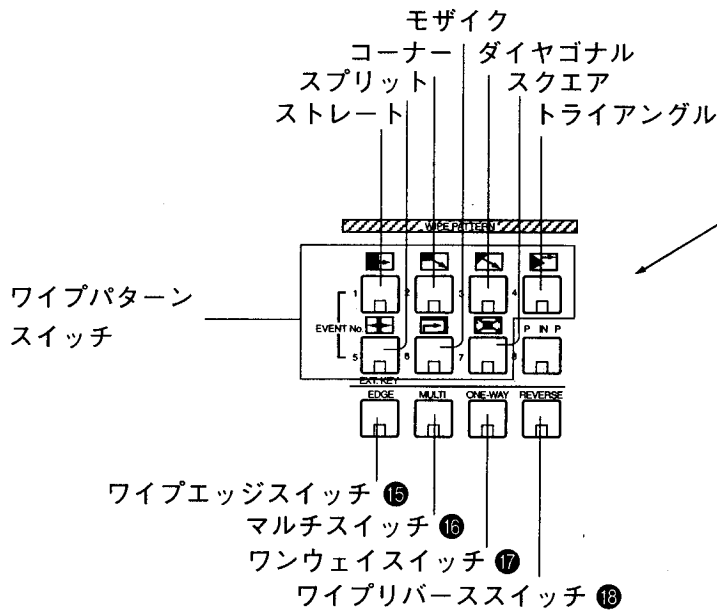 モザイク
コーナー ダイヤゴナル
スプリット スクエア
ストレート トライアングル
WIPE PATTERN
ワイプパターン
スイッチ
1 2 3 4
EVENT No. P IN P
5 6 7 8
EXT. KEY
EDGE MULTI ONE-WAY REVERSE
ワイプエッジスイッチ ⓯
マルチスイッチ ⓰
ワンウェイスイッチ ⓱
ワイプリバーススイッチ ⓲